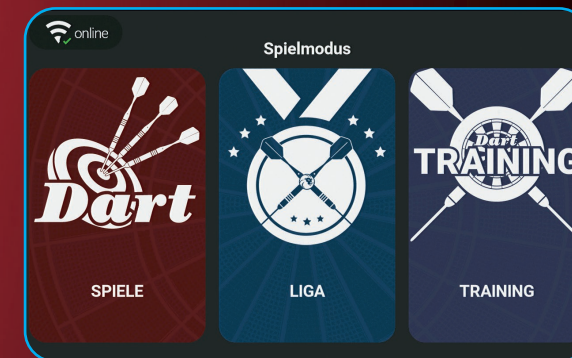 online
Spielmodus
Dart
SPIELE
LIGA
Dart
TRAINING
TRAINING